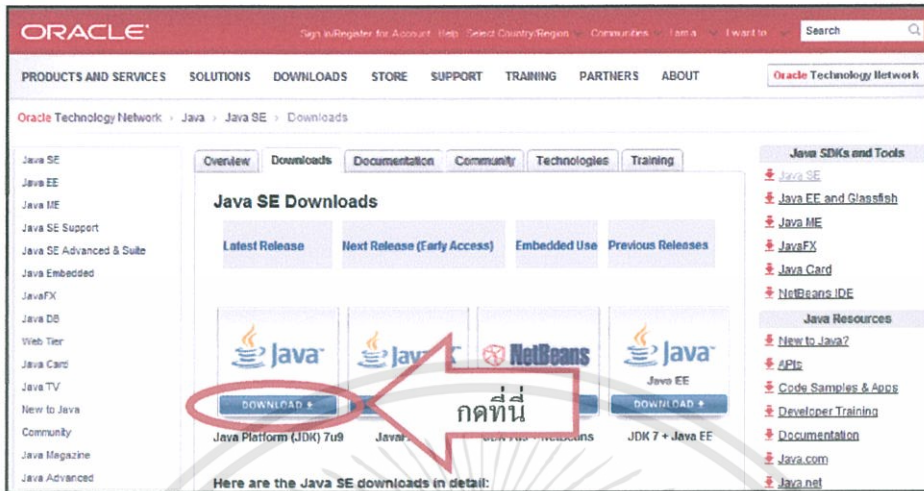 ORACLE
Sign In/Register for Account Help Select Country/Region Communities I am a... I want to... Search
PRODUCTS AND SERVICES SOLUTIONS DOWNLOADS STORE SUPPORT TRAINING PARTNERS ABOUT Oracle Technology Network
Oracle Technology Network Java Java SE Downloads
Java SE
Java EE
Java ME
Java SE Support
Java SE Advanced & Suite
Java Embedded
JavaFX
Java DB
Web Tier
Java Card
Java TV
New to Java
Community
Java Magazine
Java Advanced
Overview Downloads Documentation Community Technologies Training
Java SE Downloads
Latest Release Next Release (Early Access) Embedded Use Previous Releases
Java
NetBeans
Java
Java EE
DOWNLOAD
DOWNLOAD
กดที่นี่
Java Platform (JDK) 7u9
NetBeans
JDK 7 + Java EE
Here are the Java SE downloads in detail:
Java SDKs and Tools
Java SE
Java EE and Glassfish
Java ME
JavaFX
Java Card
NetBeans IDE
Java Resources
New to Java?
APIs
Code Samples & Apps
Developer Training
Documentation
Java.com
Java.net